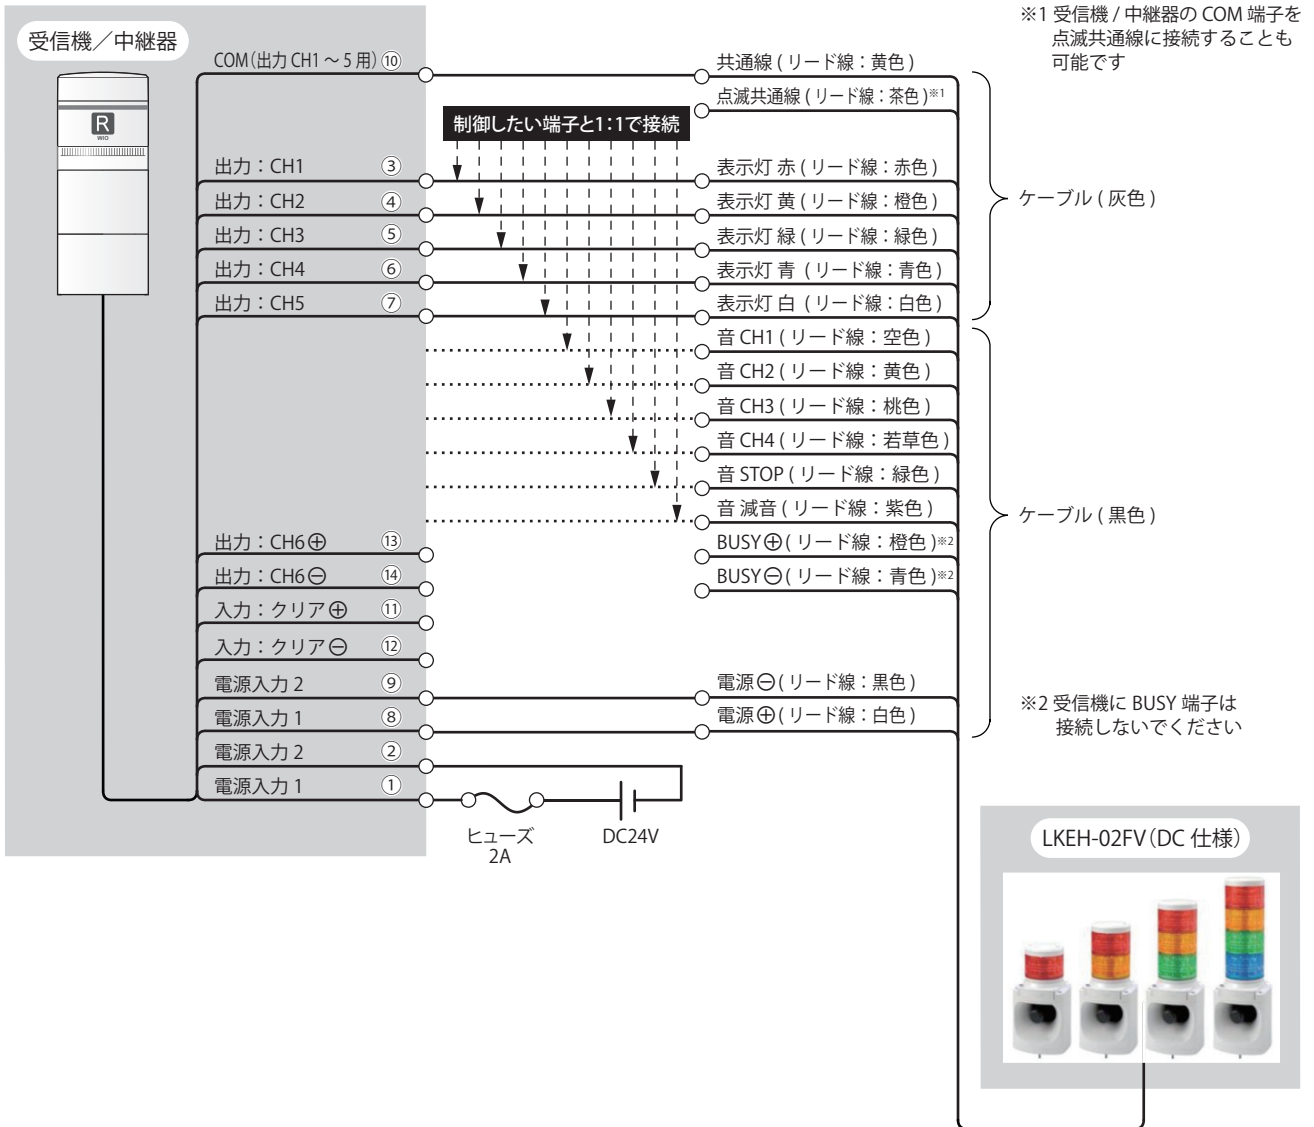 受信機／中継器
R
WIO
COM（出力 CH1 ～ 5 用）⑩
出力：CH1 ③
出力：CH2 ④
出力：CH3 ⑤
出力：CH4 ⑥
出力：CH5 ⑦
出力：CH6⊕ ⑬
出力：CH6⊖ ⑭
入力：クリア⊕ ⑪
入力：クリア⊖ ⑫
電源入力 2 ⑨
電源入力 1 ⑧
電源入力 2 ②
電源入力 1 ①
制御したい端子と1：1で接続
ヒューズ
2A
DC24V
共通線 ( リード線：黄色 )
点滅共通線 ( リード線：茶色 )※1
表示灯 赤 ( リード線：赤色 )
表示灯 黄 ( リード線：橙色 )
表示灯 緑 ( リード線：緑色 )
表示灯 青 ( リード線：青色 )
表示灯 白 ( リード線：白色 )
音 CH1 ( リード線：空色 )
音 CH2 ( リード線：黄色 )
音 CH3 ( リード線：桃色 )
音 CH4 ( リード線：若草色 )
音 STOP ( リード線：緑色 )
音 減音 ( リード線：紫色 )
BUSY⊕( リード線：橙色 )※2
BUSY⊖( リード線：青色 )※2
電源⊖( リード線：黒色 )
電源⊕( リード線：白色 )
※1 受信機 / 中継器の COM 端子を
点滅共通線に接続することも
可能です
ケーブル ( 灰色 )
ケーブル ( 黒色 )
※2 受信機に BUSY 端子は
接続しないでください
LKEH-02FV（DC 仕様）